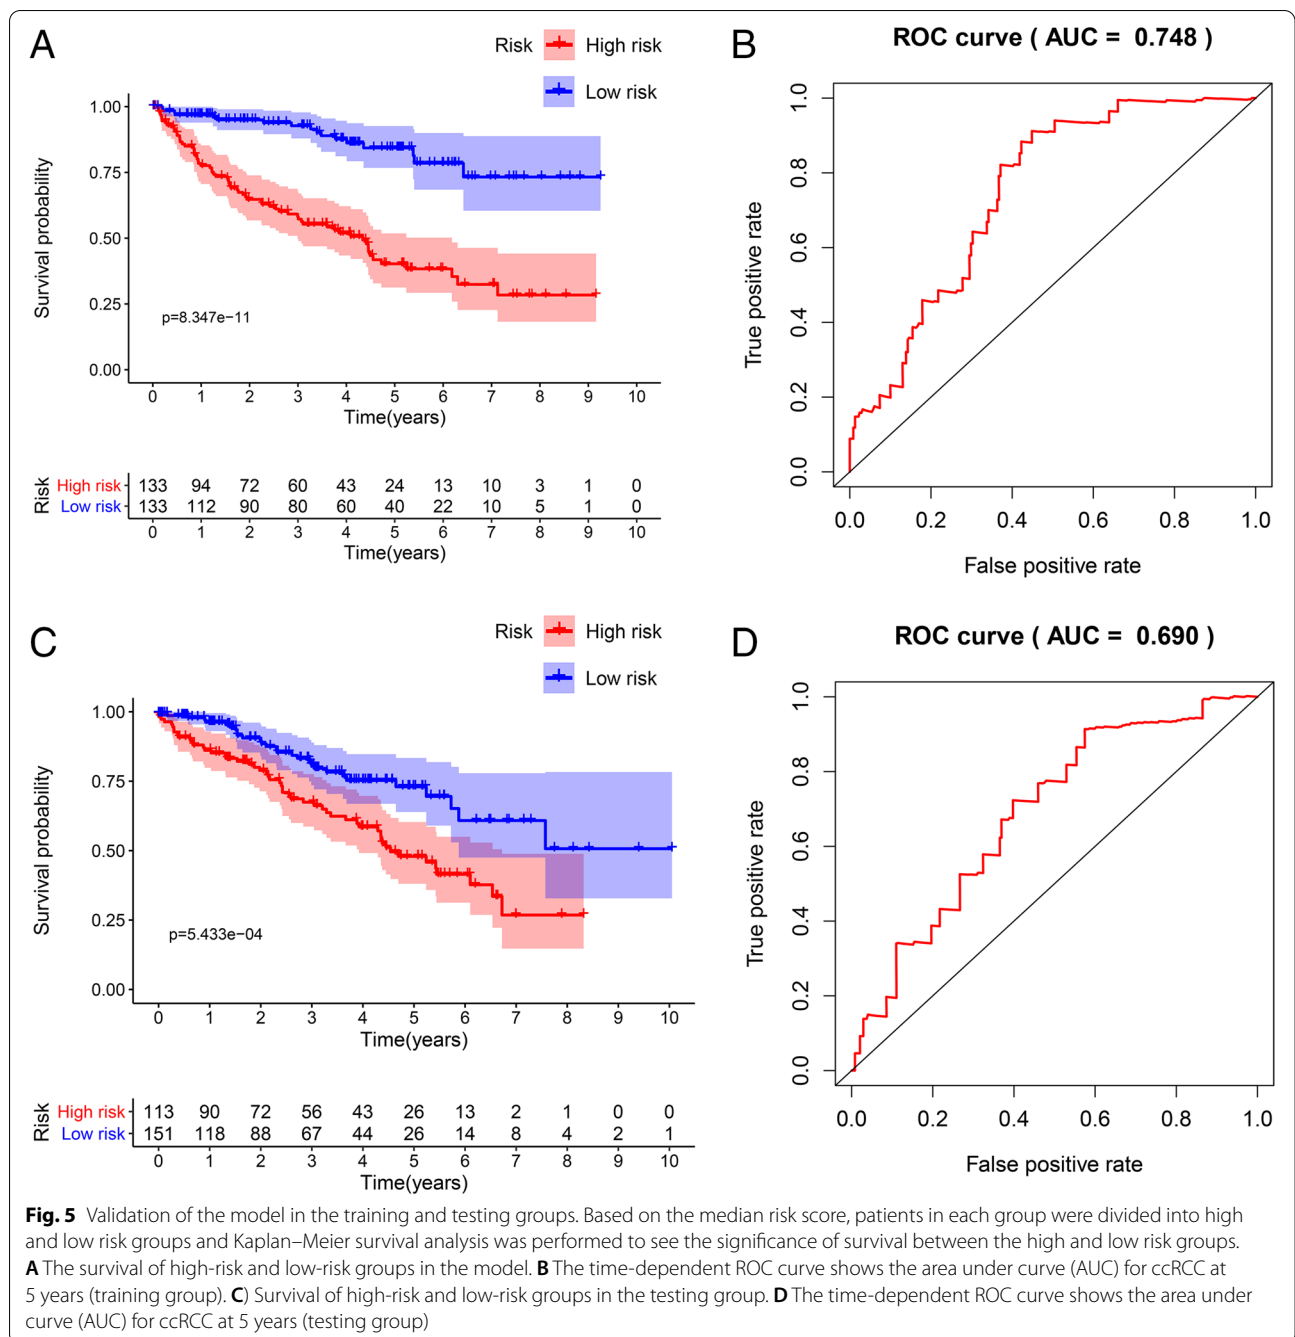 A
Risk
High risk
Low risk
1.00
0.75
0.50
0.25
0.00
Survival probability
p=8.347e−11
0 1 2 3 4 5 6 7 8 9 10
Time(years)
Risk
High risk 133 94 72 60 43 24 13 10 3 1 0
Low risk 133 112 90 80 60 40 22 10 5 1 0
0 1 2 3 4 5 6 7 8 9 10
Time(years)
B
ROC curve ( AUC = 0.748 )
True positive rate
1.0
0.8
0.6
0.4
0.2
0.0
0.0 0.2 0.4 0.6 0.8 1.0
False positive rate
C
Risk
High risk
Low risk
1.00
0.75
0.50
0.25
0.00
Survival probability
p=5.433e−04
0 1 2 3 4 5 6 7 8 9 10
Time(years)
Risk
High risk 113 90 72 56 43 26 13 2 1 0 0
Low risk 151 118 88 67 44 26 14 8 4 2 1
0 1 2 3 4 5 6 7 8 9 10
Time(years)
D
ROC curve ( AUC = 0.690 )
True positive rate
1.0
0.8
0.6
0.4
0.2
0.0
0.0 0.2 0.4 0.6 0.8 1.0
False positive rate
Fig. 5 Validation of the model in the training and testing groups. Based on the median risk score, patients in each group were divided into high
and low risk groups and Kaplan–Meier survival analysis was performed to see the significance of survival between the high and low risk groups.
A The survival of high-risk and low-risk groups in the model. B The time-dependent ROC curve shows the area under curve (AUC) for ccRCC at
5 years (training group). C) Survival of high-risk and low-risk groups in the testing group. D The time-dependent ROC curve shows the area under
curve (AUC) for ccRCC at 5 years (testing group)